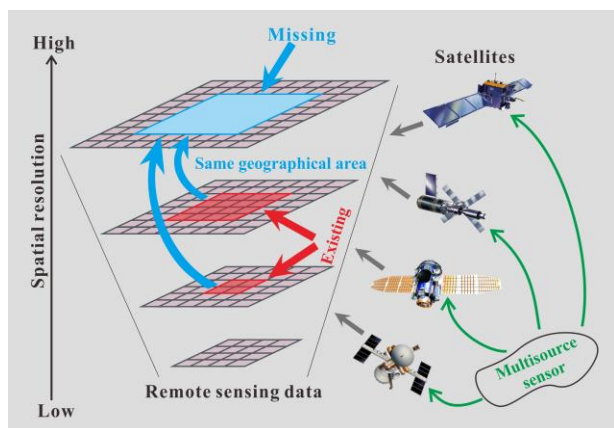 High
Missing
Satellites
Same geographical area
Spatial resolution
Existing
Multisource
sensor
Remote sensing data
Low